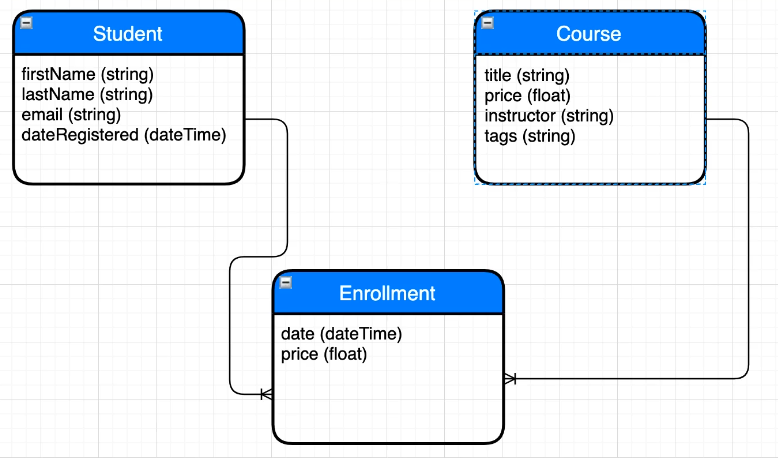 Student
firstName (string)
lastName (string)
email (string)
dateRegistered (dateTime)
Course
title (string)
price (float)
instructor (string)
tags (string)
Enrollment
date (dateTime)
price (float)